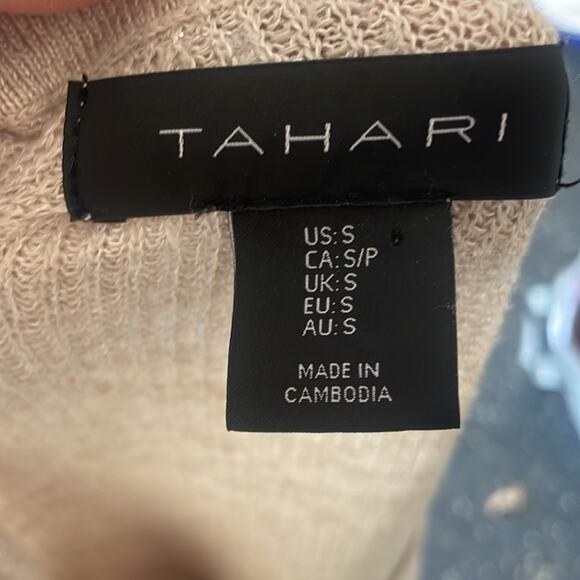 TAHARI
US: S
CA: S/P
UK: S
EU: S
AU: S
MADE IN
CAMBODIA